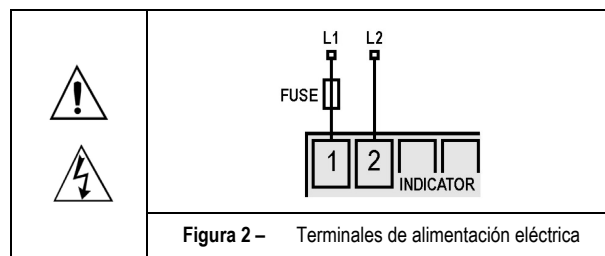 L1 L2
FUSE
1 2
INDICATOR
Figura 2 – Terminales de alimentación eléctrica